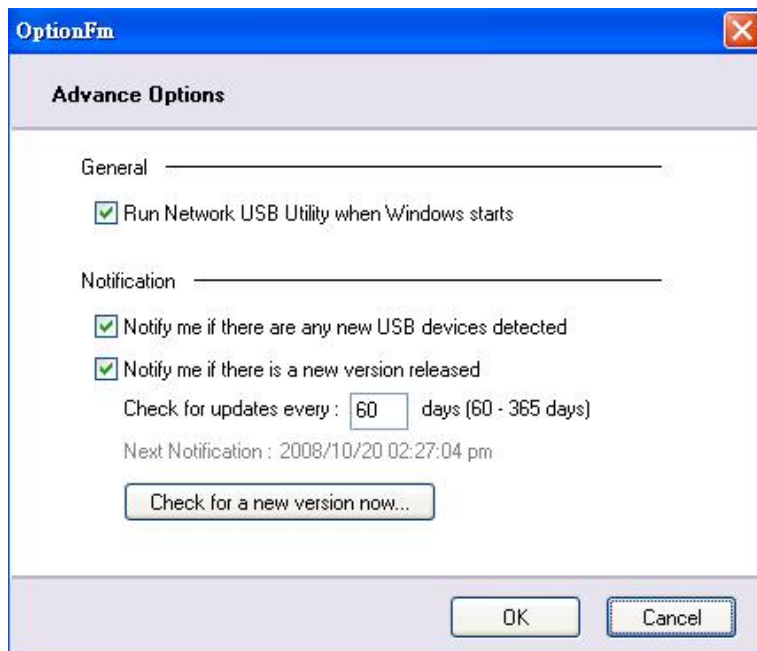 OptionFm
Advance Options
General
Run Network USB Utility when Windows starts
Notification
Notify me if there are any new USB devices detected
Notify me if there is a new version released
Check for updates every : 60 days (60 - 365 days)
Next Notification : 2008/10/20 02:27:04 pm
Check for a new version now...
OK Cancel